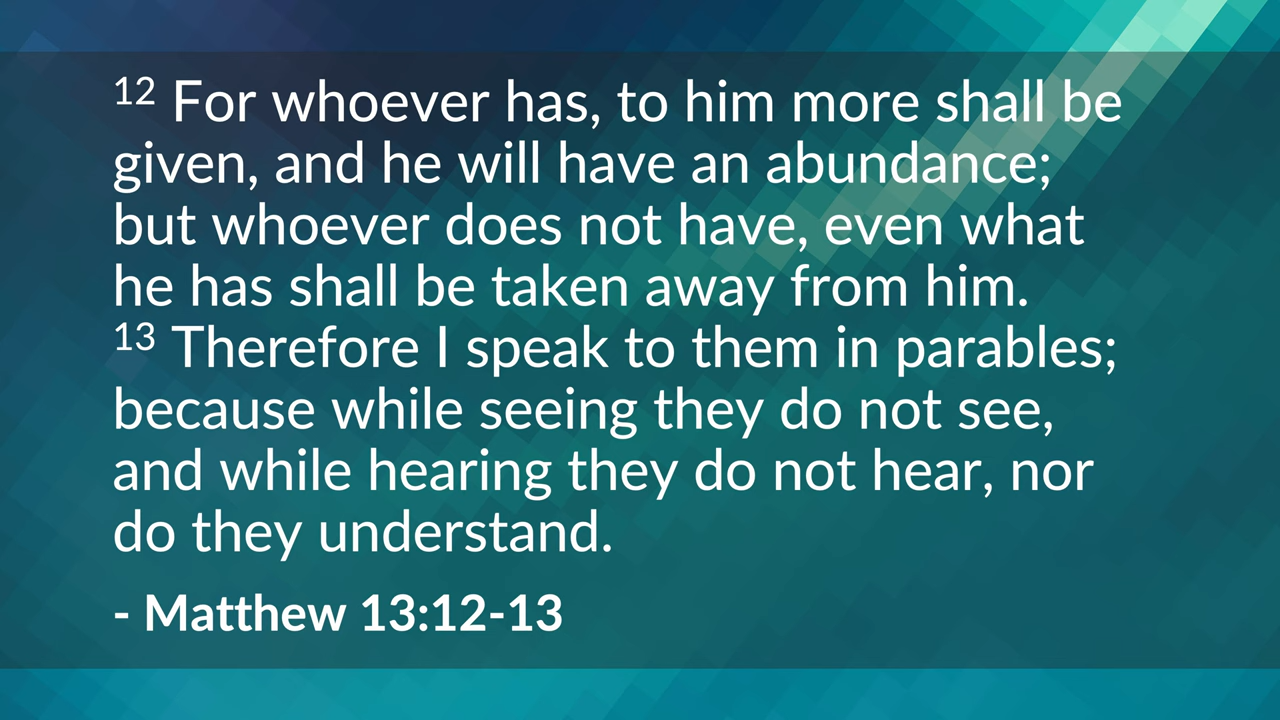 12 For whoever has, to him more shall be
given, and he will have an abundance;
but whoever does not have, even what
he has shall be taken away from him.
13 Therefore I speak to them in parables;
because while seeing they do not see,
and while hearing they do not hear, nor
do they understand.
- Matthew 13:12-13